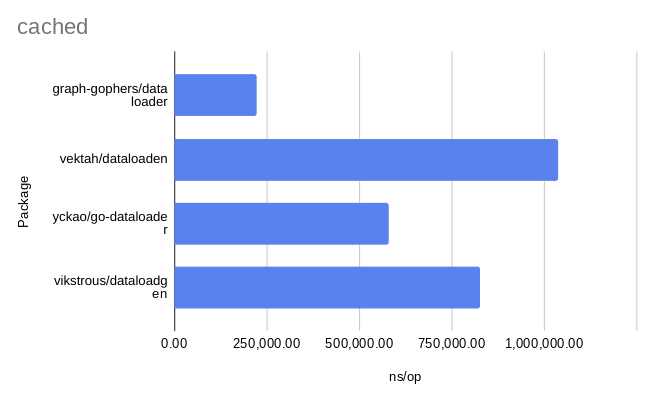 cached
graph-gophers/data
loader
vektah/dataloaden
yckao/go-dataloade
r
vikstrous/dataloadg
en
Package
0.00
250,000.00
500,000.00
750,000.00
1,000,000.00
ns/op